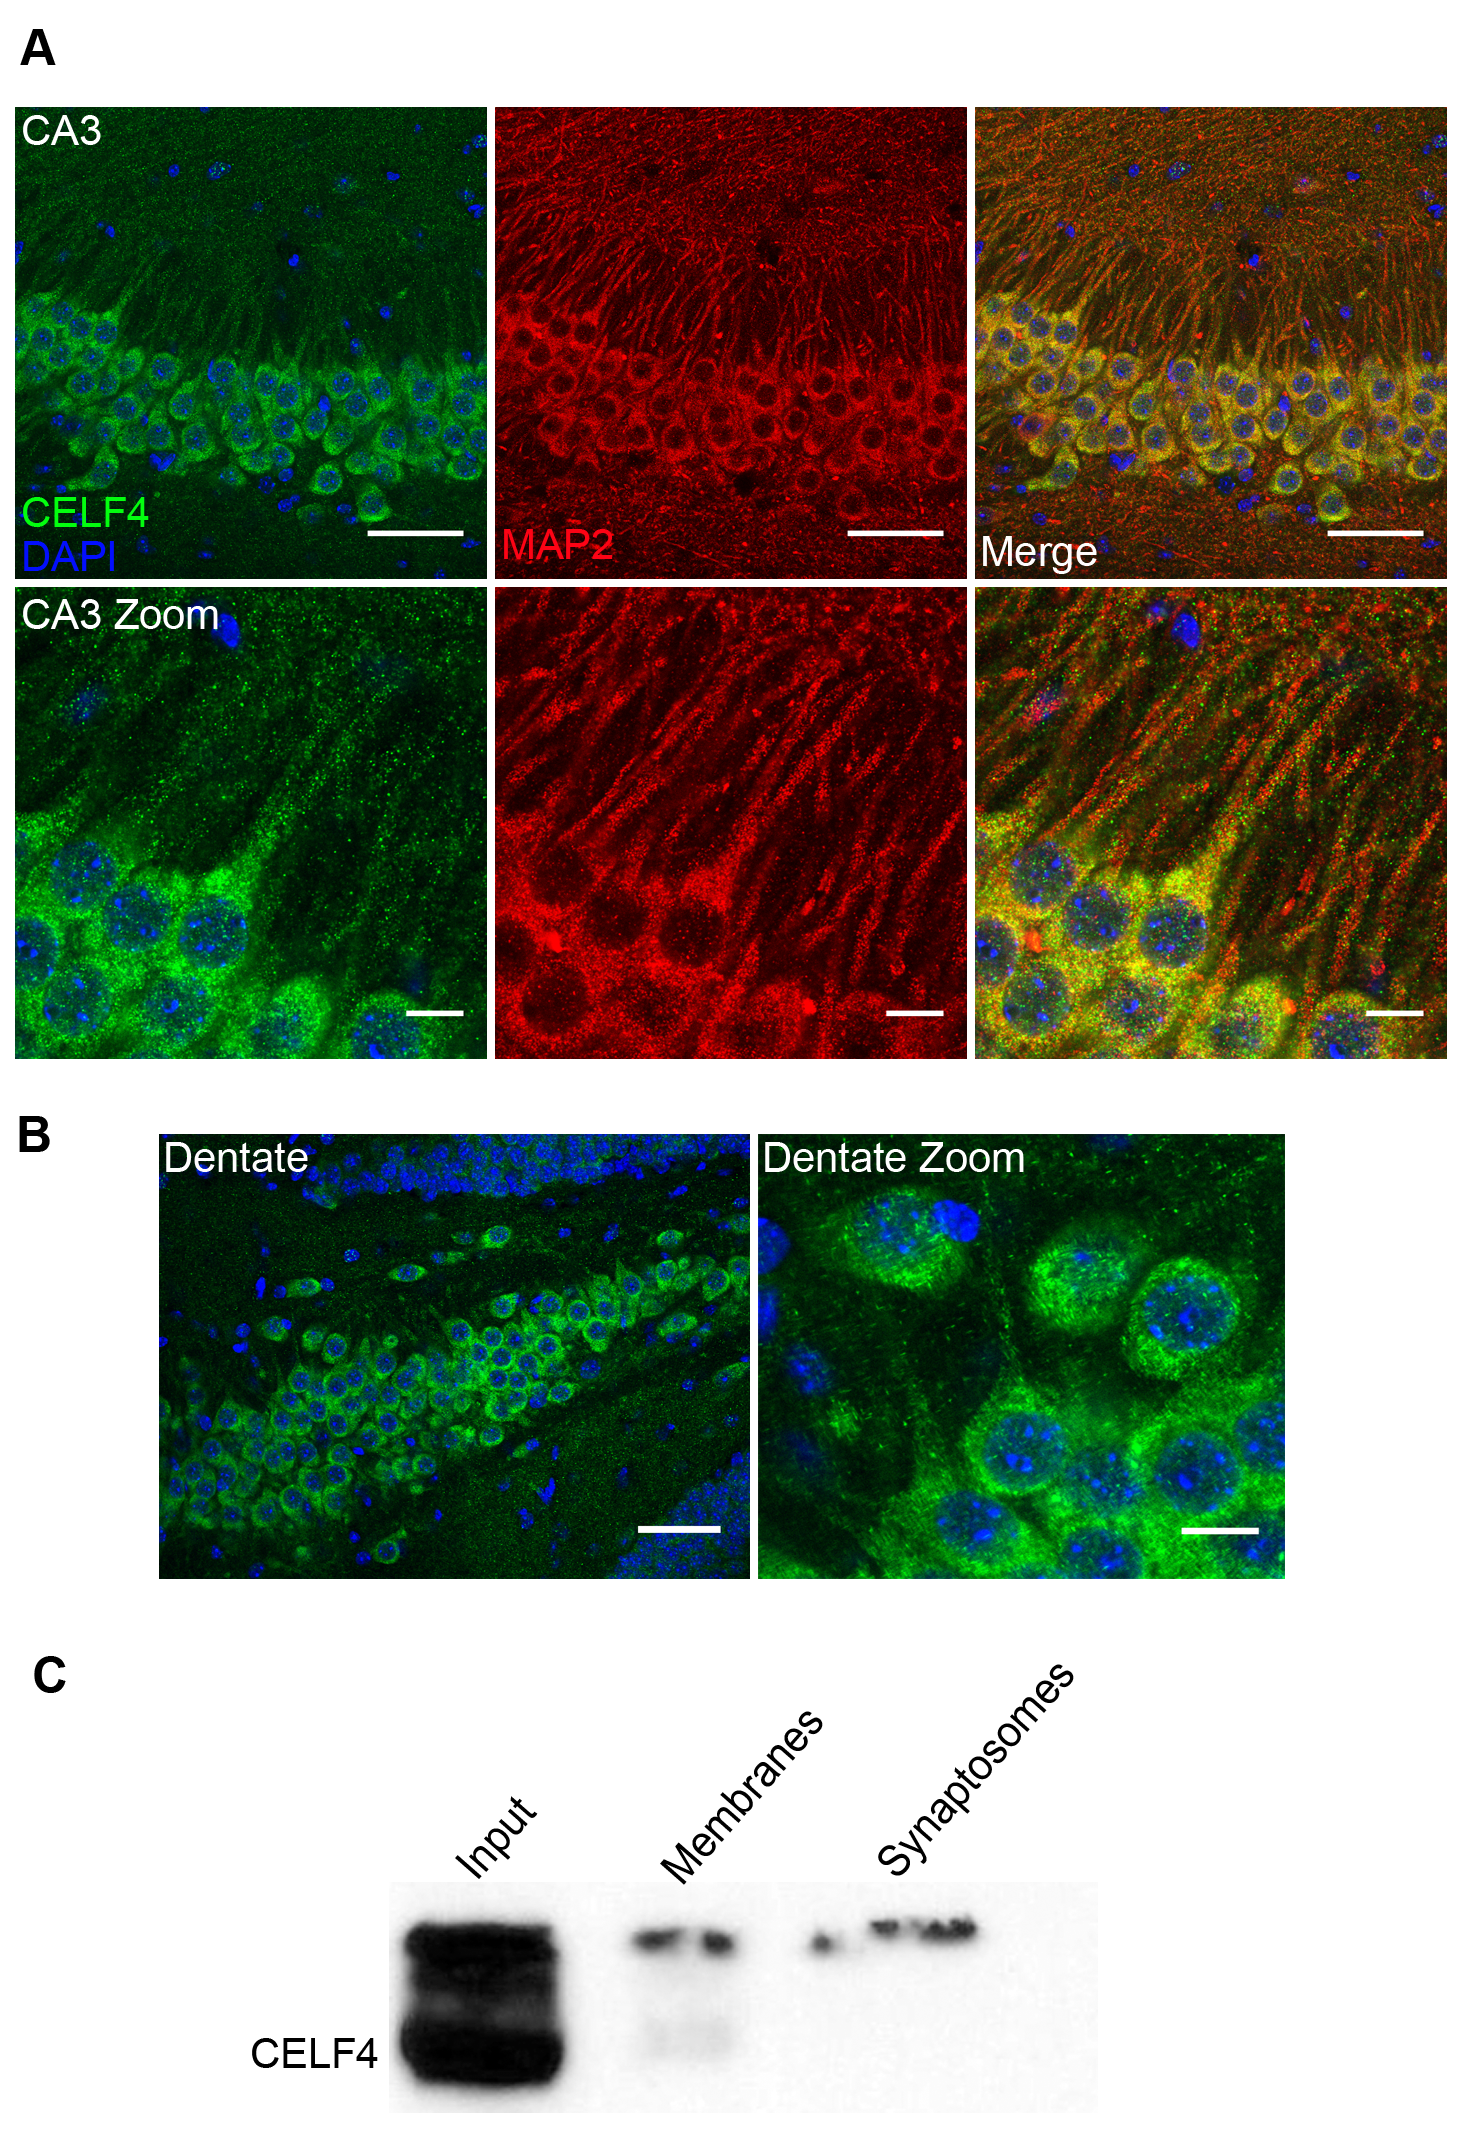 A
CA3
CELF4
DAPI
MAP2
Merge
CA3 Zoom
B
Dentate
Dentate Zoom
C
Input
Membranes
Synaptosomes
CELF4